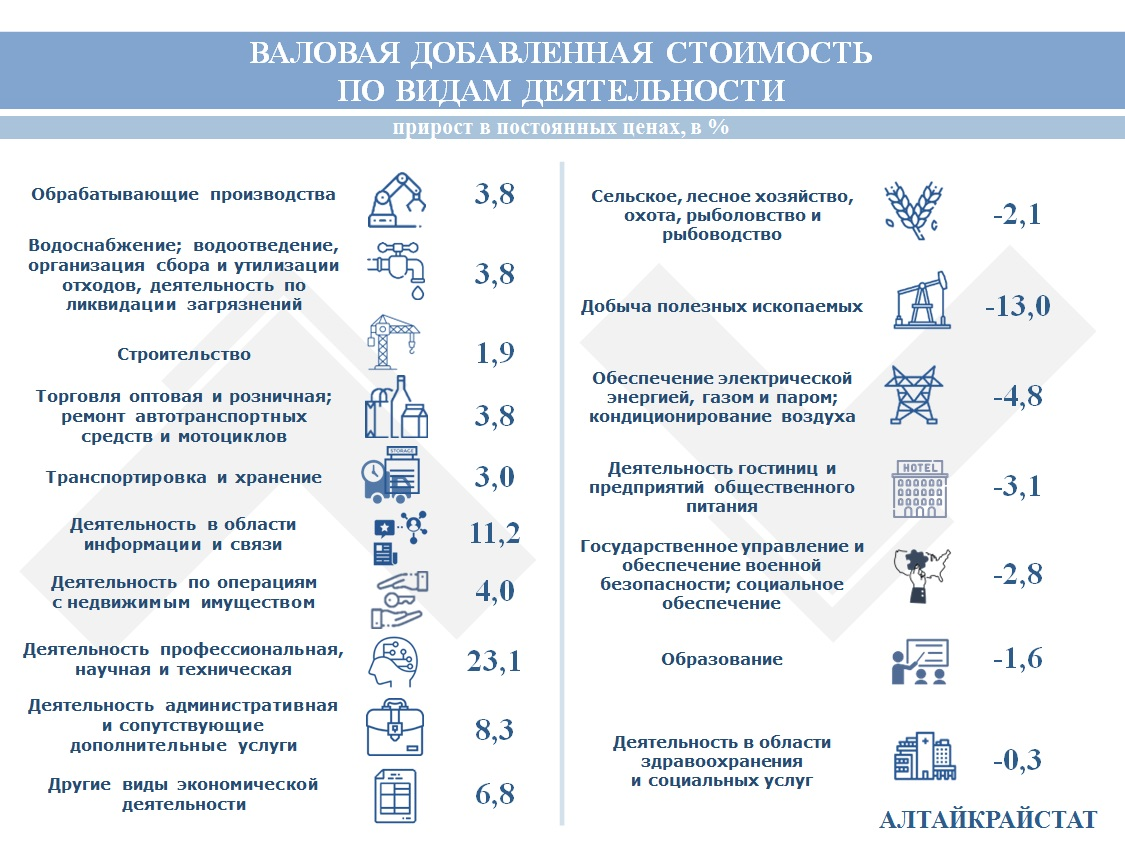 ВАЛОВАЯ ДОБАВЛЕННАЯ СТОИМОСТЬ
ПО ВИДАМ ДЕЯТЕЛЬНОСТИ
прирост в постоянных ценах, в %
Обрабатывающие производства
3,8
Водоснабжение; водоотведение,
организация сбора и утилизации
отходов, деятельность по
ликвидации загрязнений
3,8
Строительство
1,9
Торговля оптовая и розничная;
ремонт автотранспортных
средств и мотоциклов
3,8
Транспортировка и хранение
STORAGE
3,0
Деятельность в области
информации и связи
11,2
Деятельность по операциям
с недвижимым имуществом
4,0
Деятельность профессиональная,
научная и техническая
23,1
Деятельность административная
и сопутствующие
дополнительные услуги
8,3
Другие виды экономической
деятельности
6,8
Сельское, лесное хозяйство,
охота, рыболовство и
рыбоводство
-2,1
Добыча полезных ископаемых
-13,0
Обеспечение электрической
энергией, газом и паром;
кондиционирование воздуха
-4,8
Деятельность гостиниц и
предприятий общественного
питания
HOTEL
-3,1
Государственное управление и
обеспечение военной
безопасности; социальное
обеспечение
-2,8
Образование
-1,6
Деятельность в области
здравоохранения
и социальных услуг
-0,3
АЛТАЙКРАЙСТАТ